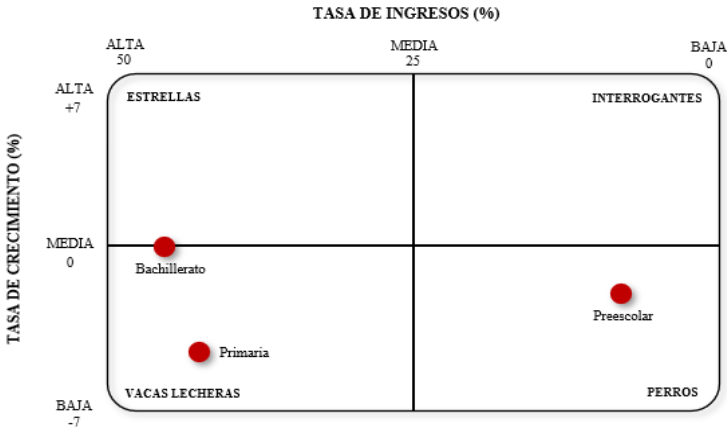 TASA DE INGRESOS (%)
ALTA
50
MEDIA
25
BAJA
0
ALTA
+7
ESTRELLAS
INTERROGANTES
TASA DE CRECIMIENTO (%)
MEDIA
0
Bachillerato
Preescolar
Primaria
VACAS LECHERAS
PERROS
BAJA
-7